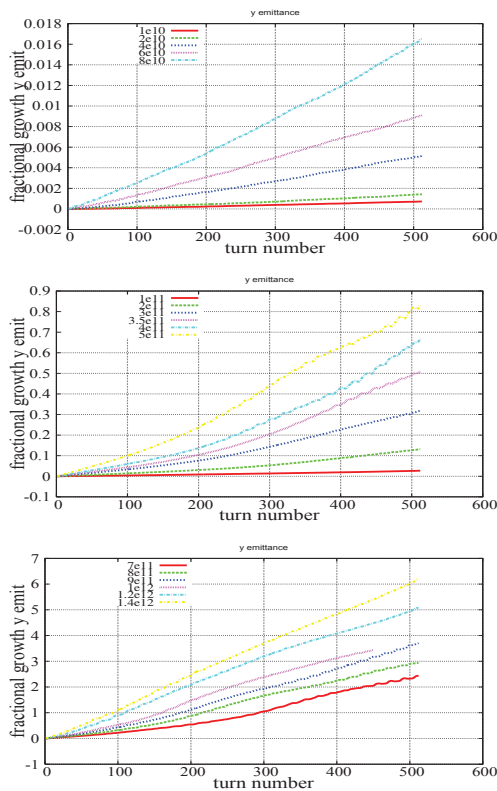 y emittance
1e10
2e10
4e10
6e10
8e10
0.018
0.016
0.014
0.012
0.01
0.008
0.006
0.004
0.002
0
-0.002
fractional growth y emit
0 100 200 300 400 500 600
turn number
y emittance
1e11
2e11
3e11
3.5e11
4e11
5e11
0.9
0.8
0.7
0.6
0.5
0.4
0.3
0.2
0.1
0
-0.1
fractional growth y emit
0 100 200 300 400 500 600
turn number
y emittance
7e11
8e11
9e11
1e12
1.2e12
1.4e12
7
6
5
4
3
2
1
0
-1
fractional growth y emit
0 100 200 300 400 500 600
turn number